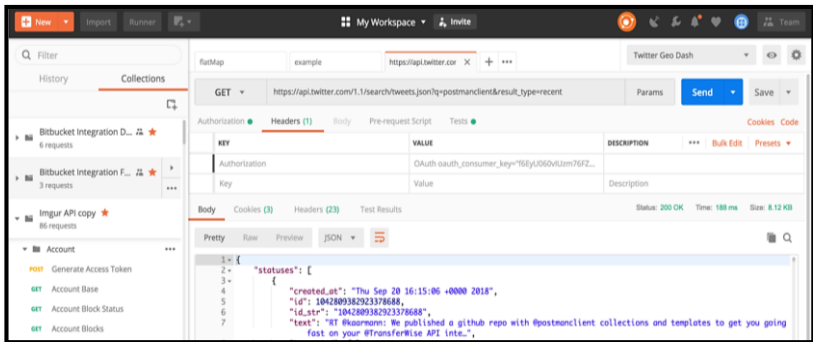 New Import Runner My Workspace Invite Team
Filter
History Collections
Bitbucket Integration D...
6 requests
Bitbucket Integration F...
3 requests
Imgur API copy
86 requests
Account
POST Generate Access Token
GET Account Base
GET Account Block Status
GET Account Blocks
flatMap example https://api.twitter.cor Twitter Geo Dash
GET https://api.twitter.com/1.1/search/tweets.json?q=postmanclient&result_type=recent Params Send Save
Authorization Headers (1) Body Pre-request Script Tests Cookies Code
KEY VALUE DESCRIPTION Bulk Edit Presets
Authorization OAuth oauth_consumer_key="f6EyU060viUzm76FZ...
Key Value Description
Body Cookies (3) Headers (23) Test Results Status: 200 OK Time: 188 ms Size: 8.12 KB
Pretty Raw Preview JSON
1 {
2 "statuses": [
3 {
4 "created_at": "Thu Sep 20 16:15:06 +0000 2018",
5 "id": 1042809382923378688,
6 "id_str": "1042809382923378688",
7 "text": "RT @kaarmann: We published a github repo with @postmanclient collections and templates to get you going
fast on your @TransferWise API inte…",